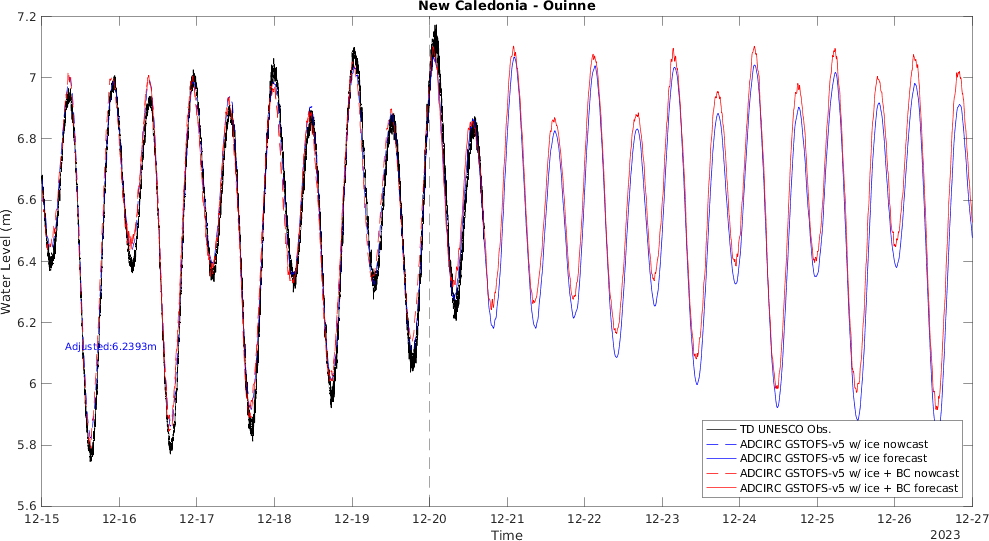 New Caledonia - Ouinne
7.2
7
6.8
6.6
6.4
6.2
6
5.8
5.6
Water Level (m)
Adjusted:6.2393m
TD UNESCO Obs.
ADCIRC GSTOFS-v5 w/ ice nowcast
ADCIRC GSTOFS-v5 w/ ice forecast
ADCIRC GSTOFS-v5 w/ ice + BC nowcast
ADCIRC GSTOFS-v5 w/ ice + BC forecast
12-15 12-16 12-17 12-18 12-19 12-20 12-21 12-22 12-23 12-24 12-25 12-26 12-27
Time
2023